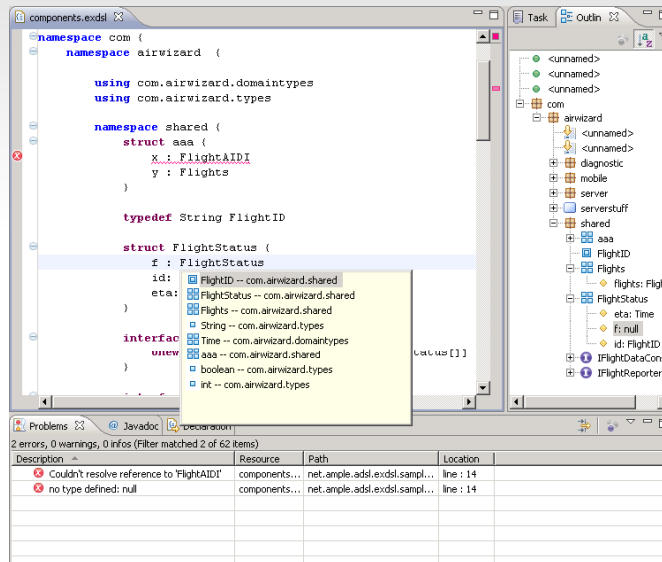 components.exdsl
namespace com {
namespace airwizard {
using com.airwizard.domaintypes
using com.airwizard.types
namespace shared {
struct aaa {
x : FlightAIDI
y : Flights
}
typedef String FlightID
struct FlightStatus {
f : FlightStatus
id:
eta:
}
interfac
tatus[]]
}
FlightID -- com.airwizard.shared
FlightStatus -- com.airwizard.shared
Flights -- com.airwizard.shared
String -- com.airwizard.types
Time -- com.airwizard.domaintypes
aaa -- com.airwizard.shared
boolean -- com.airwizard.types
int -- com.airwizard.types
Task Outlin
<unnamed>
<unnamed>
<unnamed>
com
airwizard
<unnamed>
<unnamed>
diagnostic
mobile
server
serverstuff
shared
aaa
FlightID
Flights
flights: Fligh
FlightStatus
eta: Time
f: null
id: FlightID
IFlightDataCon
IFlightReporter
Problems @ Javadoc Declaration
2 errors, 0 warnings, 0 infos (Filter matched 2 of 62 items)
Description Resource Path Location
Couldn't resolve reference to 'FlightAIDI' components... net.ample.adsl.exdsl.sampl... line : 14
no type defined: null components... net.ample.adsl.exdsl.sampl... line : 14